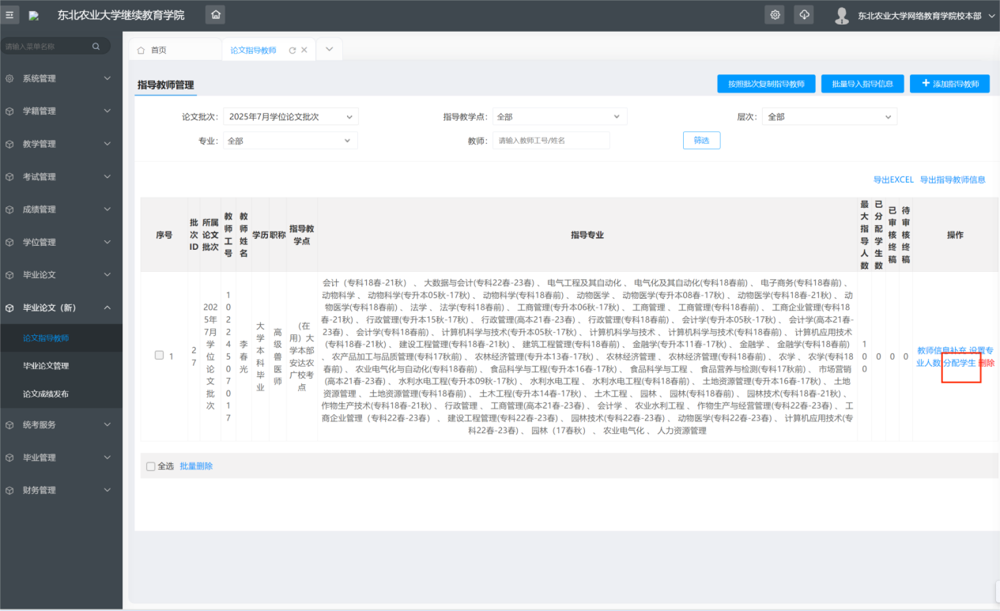 东北农业大学继续教育学院
东北农业大学网络教育学院校本部
请输入菜单名称
首页
论文指导教师
系统管理
学籍管理
教学管理
考试管理
成绩管理
学位管理
毕业论文
毕业论文（新）
论文指导教师
毕业论文管理
论文成绩发布
统考服务
毕业管理
财务管理
指导教师管理
按照批次复制指导教师
批量导入指导信息
添加指导教师
论文批次: 2025年7月学位论文批次
指导教学点: 全部
层次: 全部
专业: 全部
教师: 请输入教师工号/姓名
筛选
导出EXCEL 导出指导教师信息
序号
批次ID
所属论文批次
教师工号
教师姓名
学历
职称
指导教学点
指导专业
最大指导人数
已分配学生数
已审核终稿
待审核终稿
操作
1
27
2025年7月学位论文批次
1022450707017
李春光
大学本科毕业
高级兽医师
（在用）大学本部安达农广校考点
会计（专科18春-21秋） 、 大数据与会计(专科22春-23春) 、 电气工程及其自动化 、 电气化及其自动化(专科18春前) 、 电子商务(专科18春前) 、
动物科学 、 动物科学(专升本05秋-17秋) 、 动物科学(专科18春前) 、 动物医学 、 动物医学(专升本08春-17秋) 、 动物医学(专科18春-21秋) 、 动
物医学(专科18春前) 、 法学 、 法学(专科18春前) 、 工商管理(专升本06秋-17秋) 、 工商管理 、 工商管理(专科18春前) 、 工商企业管理(专科18
春-21秋) 、 行政管理(专升本15秋-17秋) 、 行政管理(高本21春-23春) 、 行政管理(专科18春前) 、 会计学(专升本05秋-17秋) 、 会计学(高本21春-
23春) 、 会计学(专科18春前) 、 计算机科学与技术(专升本05秋-17秋) 、 计算机科学与技术 、 计算机科学与技术(专科18春前) 、 计算机应用技术
(专科18春-21秋) 、 建设工程管理(专科18春-21秋) 、 建筑工程管理(专科18春前) 、 金融学(专升本11春-17秋) 、 金融学 、 金融学(专科18春前)
、 农产品加工与品质管理(专科17秋前) 、 农林经济管理(专升本13春-17秋) 、 农林经济管理 、 农林经济管理(专科18春前) 、 农学 、 农学(专科18
春前) 、 农业电气化与自动化(专科18春前) 、 食品科学与工程(专升本16春-17秋) 、 食品科学与工程 、 食品营养与检测(专科17秋前) 、 市场营销
(高本21春-23春) 、 水利水电工程(专升本09秋-17秋) 、 水利水电工程 、 水利水电工程(专科18春前) 、 土地资源管理(专升本16春-17秋) 、 土地
资源管理 、 土地资源管理(专科18春前) 、 土木工程(专升本14春-17秋) 、 土木工程 、 园林 、 园林(专科18春前) 、 园林技术(专科18春-21秋) 、
作物生产技术(专科18春-21秋) 、 行政管理 、 工商管理(高本21春-23春) 、 会计学 、 农业水利工程 、 作物生产与经营管理(专科22春-23春) 、 工
商企业管理（专科22春-23春） 、 建设工程管理(专科22春-23春) 、 园林技术(专科22春-23春) 、 动物医学(专科22春-23春) 、 计算机应用技术(专
科22春-23春) 、 园林（17春秋） 、 农业电气化 、 人力资源管理
100
0
0
0
教师信息补充 设置专
业人数 分配学生 删除
全选 批量删除